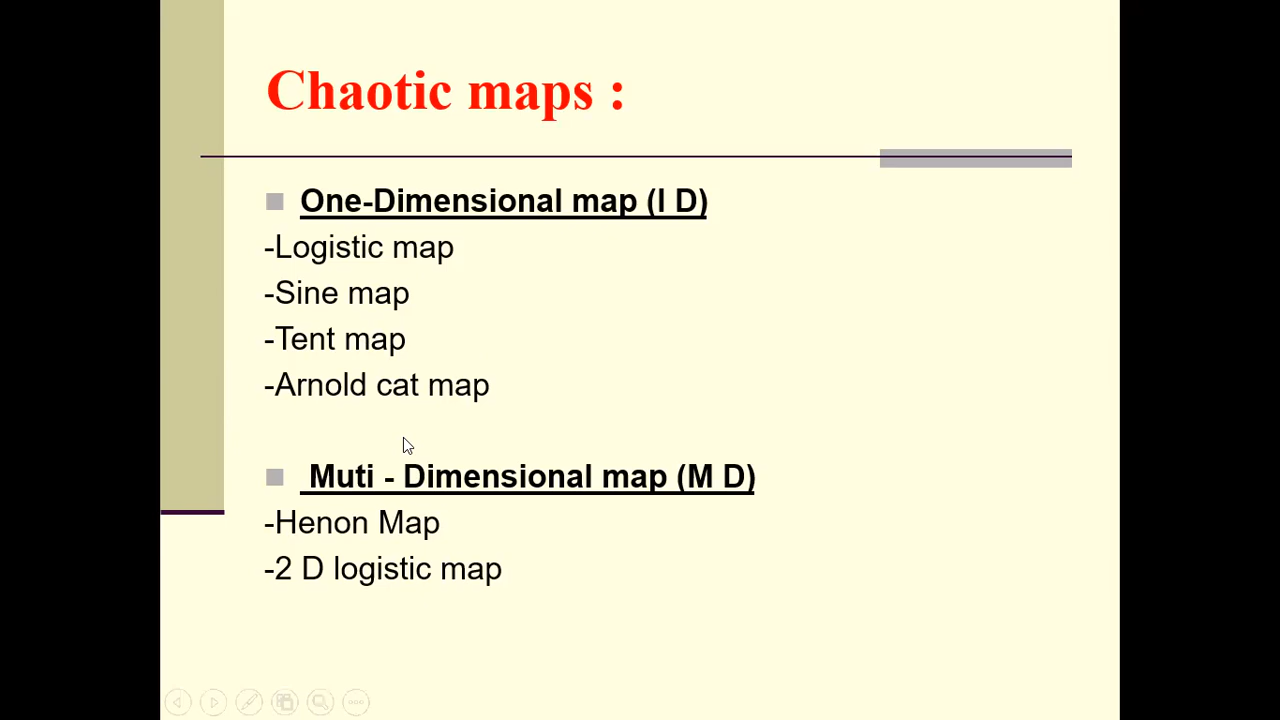 Chaotic maps :
One-Dimensional map (I D)
-Logistic map
-Sine map
-Tent map
-Arnold cat map
Muti - Dimensional map (M D)
-Henon Map
-2 D logistic map